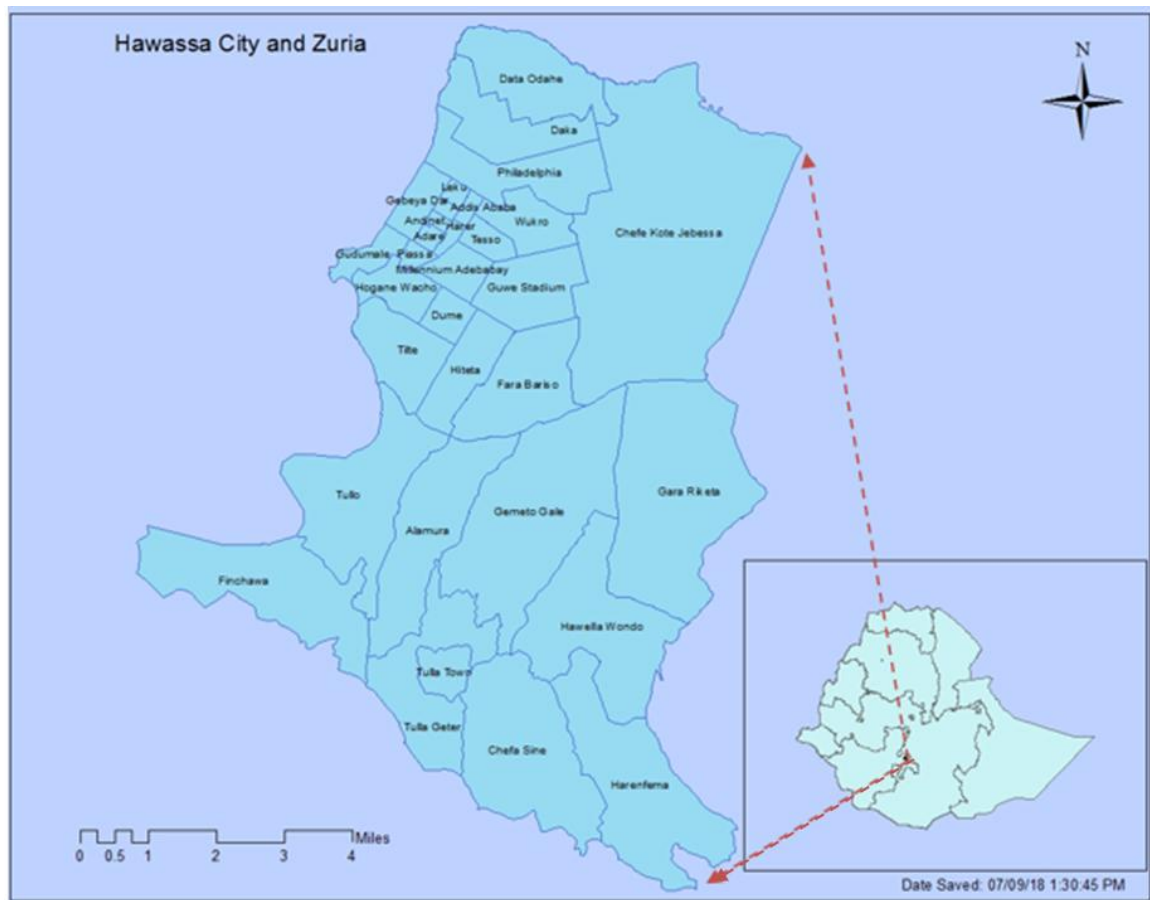 Hawassa City and Zuria
N
Data Odahe
Daka
Philadelphia
Leku
Gebeya Dar
Addis Ababa
Wukro
Andinet
Harer
Adare
Tesso
Chefe Kote Jebessa
Gudumale
Piassa
Millennium Adebabay
Hogane Wacho
Guwe Stadium
Dume
Tilte
Hiteta
Fara Bariso
Tullo
Gemeto Gale
Gara Riketa
Alamura
Finchawa
Hawella Wondo
Tulla Town
Tulla Geter
Chefa Sine
Harenfema
Miles
0 0.5 1 2 3 4
Date Saved: 07/09/18 1:30:45 PM